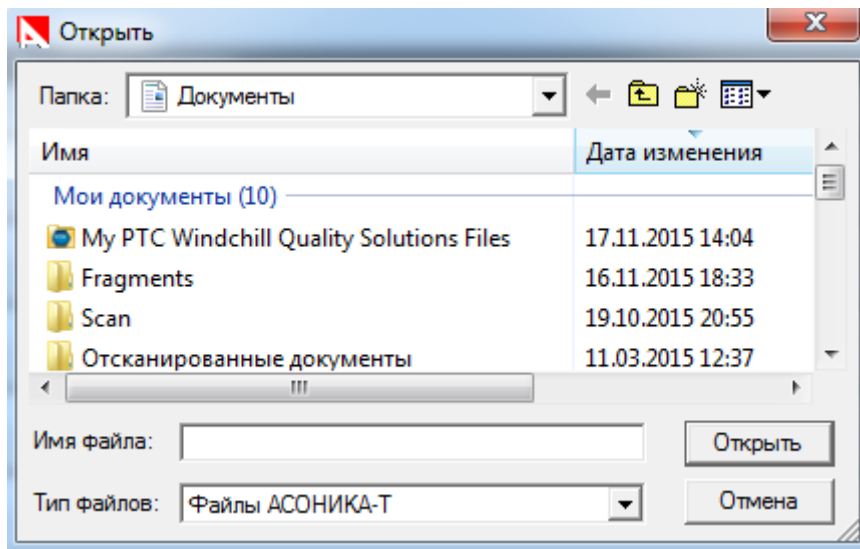 Открыть
Папка: Документы
Имя Дата изменения
Мои документы (10)
My PTC Windchill Quality Solutions Files 17.11.2015 14:04
Fragments 16.11.2015 18:33
Scan 19.10.2015 20:55
Отсканированные документы 11.03.2015 12:37
Имя файла: Открыть
Тип файлов: Файлы АСОНИКА-Т Отмена